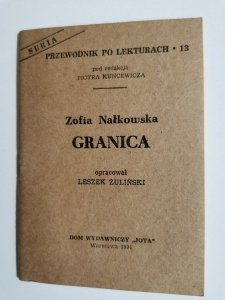 SERIA
PRZEWODNIK PO LEKTURACH • 13
pod redakcją
PIOTRA KUNCEWICZA
Zofia Nałkowska
GRANICA
opracował
LESZEK ŻULIŃSKI
DOM WYDAWNICZY „JOTA"
Warszawa 1991